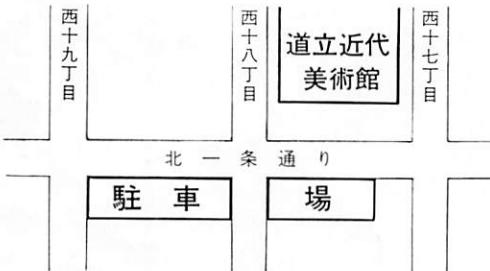 西十九丁目
西十八丁目
道立近代
美術館
西十七丁目
北一条通り
駐車
場